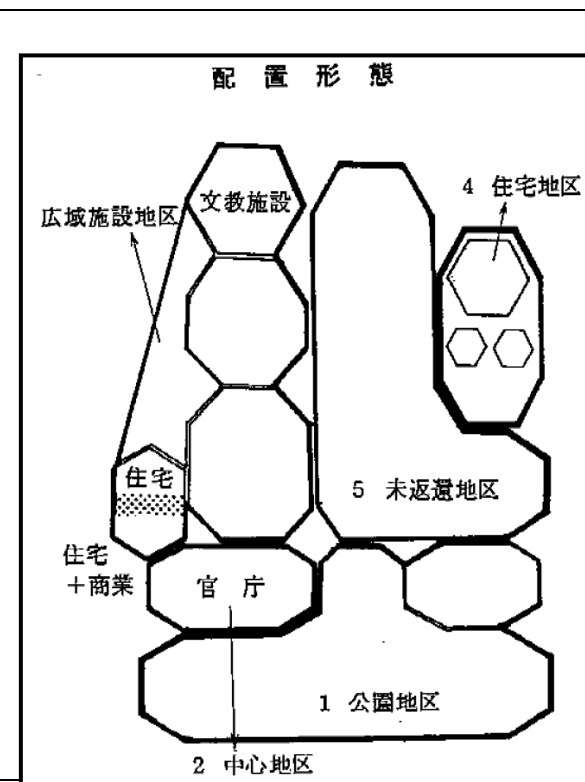 配置形態
文教施設
4 住宅地区
広域施設地区
住宅
5 未返還地区
住宅
+商業
官庁
1 公園地区
2 中心地区